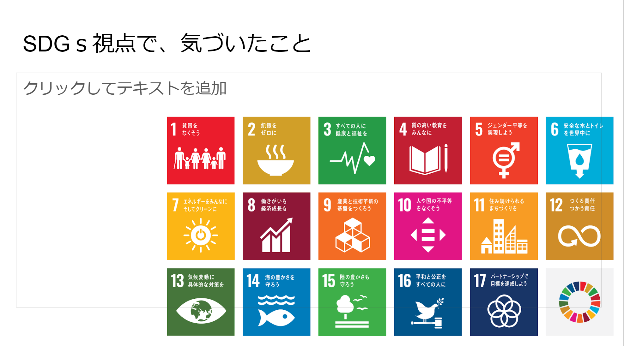 SDGｓ視点で、気づいたこと
クリックしてテキストを追加
1 貧困を
なくそう
2 飢餓を
ゼロに
3 すべての人に
健康と福祉を
4 質の高い教育を
みんなに
5 ジェンダー平等を
実現しよう
6 安全な水とトイレ
を世界中に
7 エネルギーをみんなに
そしてクリーンに
8 働きがいも
経済成長も
9 産業と技術革新の
基盤をつくろう
10 人や国の不平等
をなくそう
11 住み続けられる
まちづくりを
12 つくる責任
つかう責任
13 気候変動に
具体的な対策を
14 海の豊かさを
守ろう
15 陸の豊かさも
守ろう
16 平和と公正を
すべての人に
17 パートナーシップで
目標を達成しよう